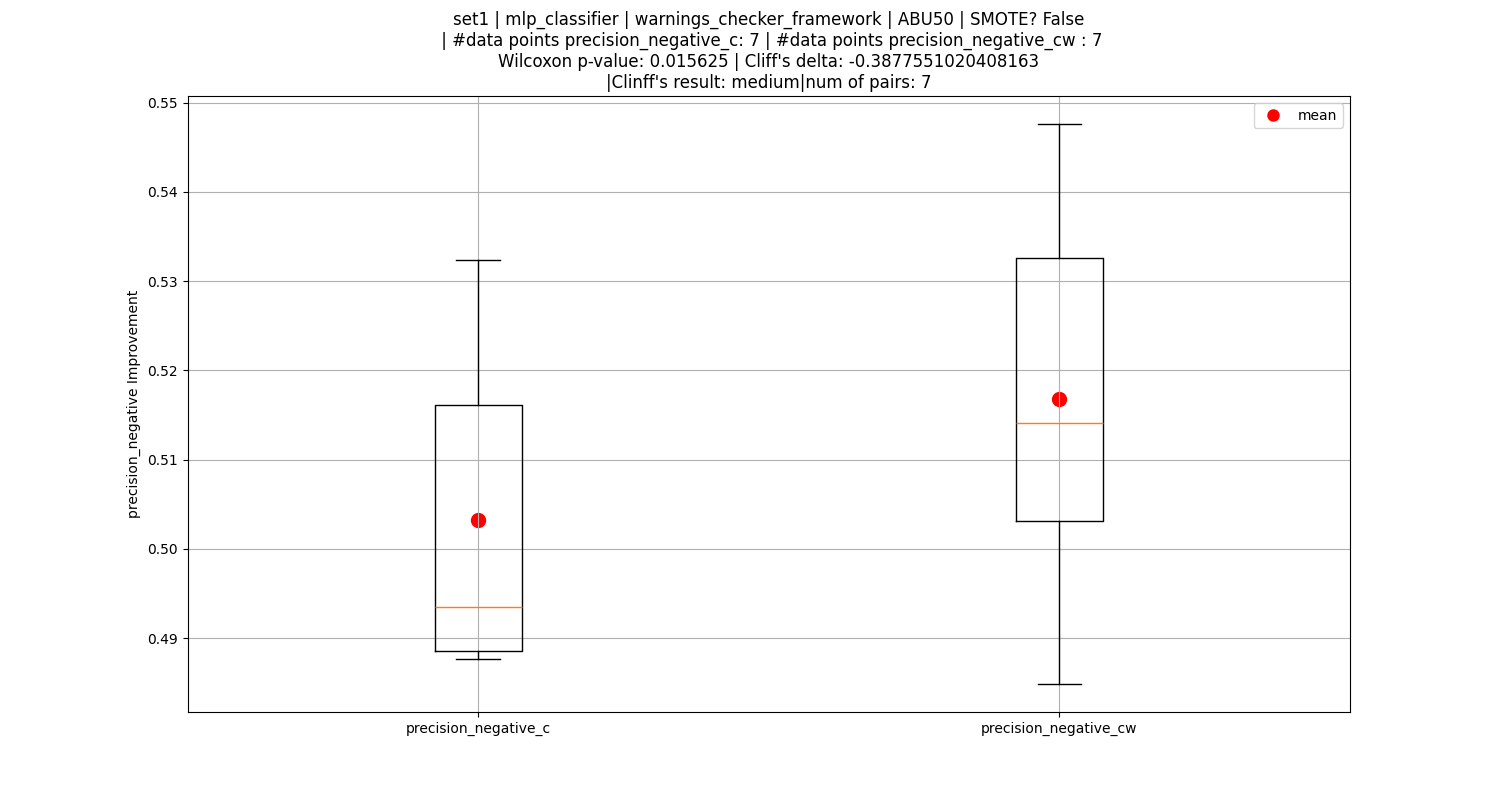 set1 | mlp_classifier | warnings_checker_framework | ABU50 | SMOTE? False
| #data points precision_negative_c: 7 | #data points precision_negative_cw : 7
Wilcoxon p-value: 0.015625 | Cliff's delta: -0.3877551020408163
|Clinff's result: medium|num of pairs: 7
0.55
mean
0.54
0.53
0.52
0.51
0.50
0.49
precision_negative Improvement
precision_negative_c
precision_negative_cw